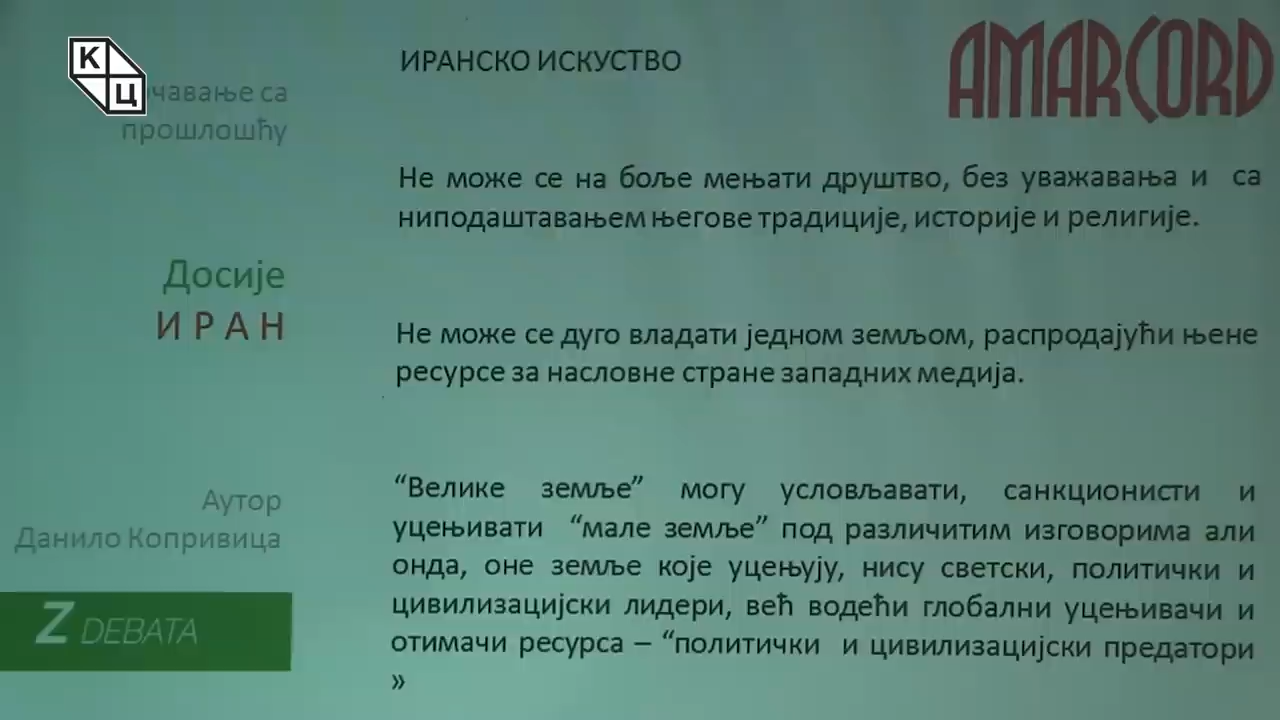 К
Ц
чавање са
прошлошћу
Досије
ИРАН
Аутор
Данило Копривица
Z DEBATA
AMARCORD
ИРАНСКО ИСКУСТВО
Не може се на боље мењати друштво, без уважавања и са
ниподаштавањем његове традиције, историје и религије.
Не може се дуго владати једном земљом, распродајући њене
ресурсе за насловне стране западних медија.
“Велике земље” могу условљавати, санкционисти и
уцењивати “мале земље” под различитим изговорима али
онда, оне земље које уцењују, нису светски, политички и
цивилизацијски лидери, већ водећи глобални уцењивачи и
отимачи ресурса – “политички и цивилизацијски предатори
»